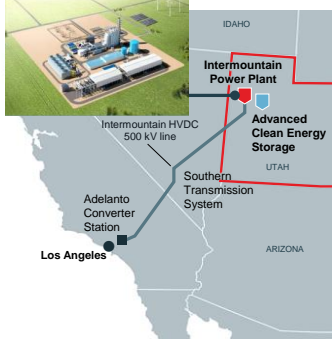 IDAHO
Intermountain
Power Plant
Intermountain HVDC
500 kV line
Advanced
Clean Energy
Storage
UTAH
Southern
Transmission
System
Adelanto
Converter
Station
Los Angeles
ARIZONA